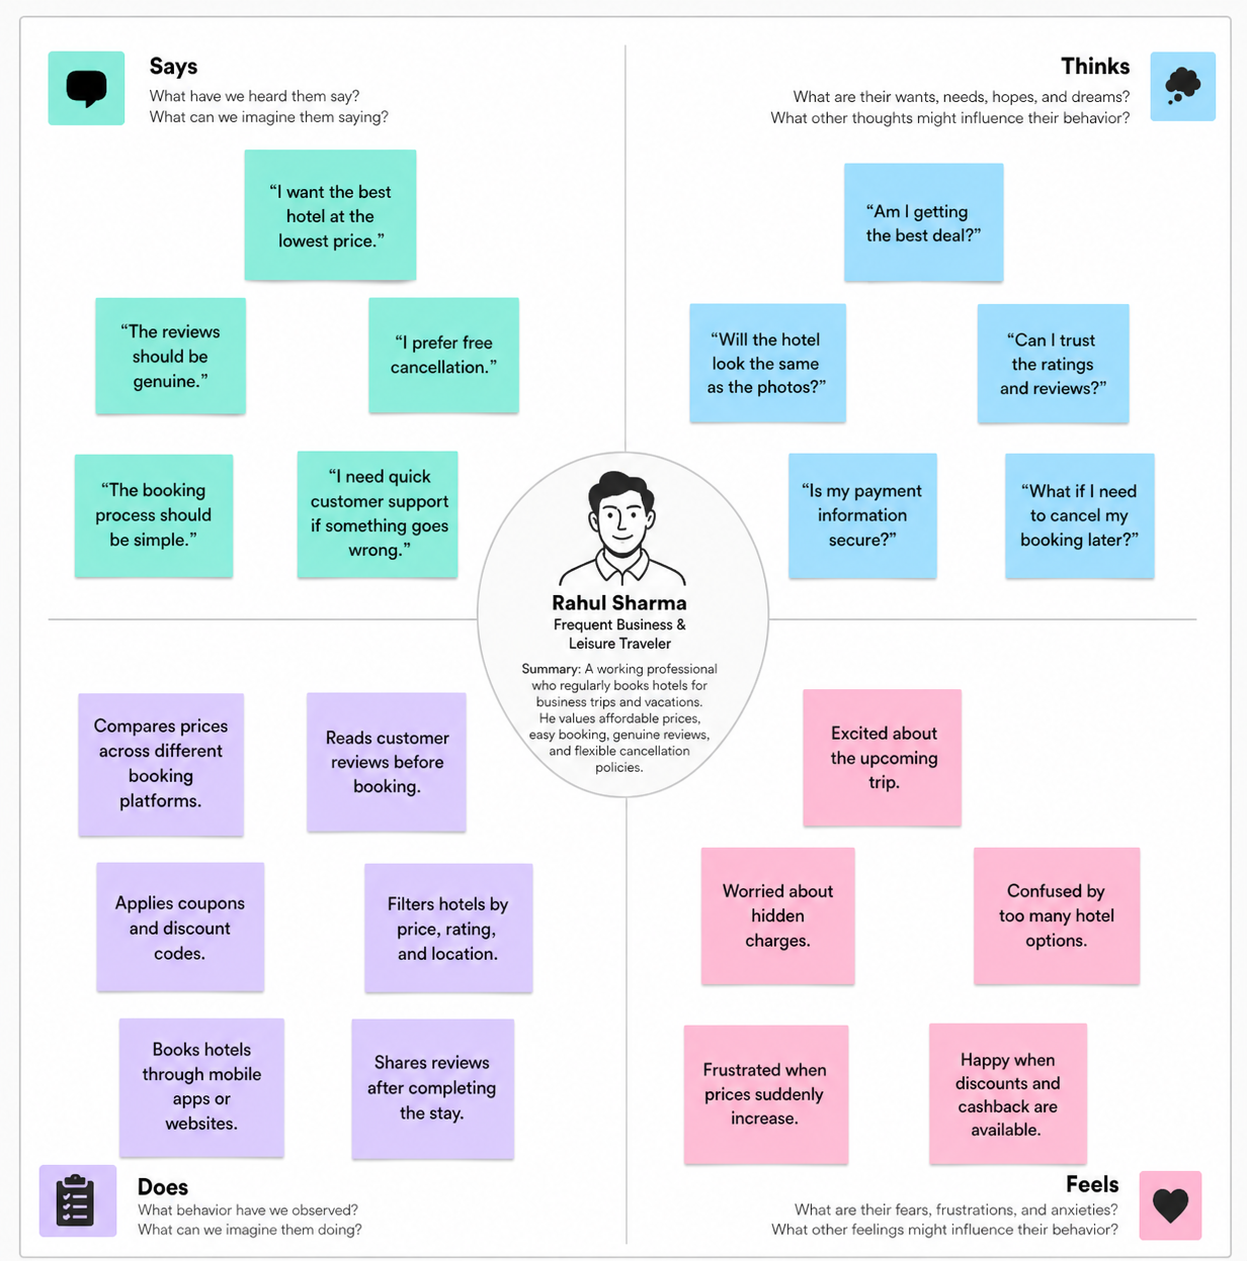 Says
What have we heard them say?
What can we imagine them saying?
“I want the best
hotel at the
lowest price.”
“The reviews
should be
genuine.”
“I prefer free
cancellation.”
“The booking
process should
be simple.”
“I need quick
customer support
if something goes
wrong.”
Thinks
What are their wants, needs, hopes, and dreams?
What other thoughts might influence their behavior?
“Am I getting
the best deal?”
“Will the hotel
look the same
as the photos?”
“Can I trust
the ratings
and reviews?”
“Is my payment
information
secure?”
“What if I need
to cancel my
booking later?”
Rahul Sharma
Frequent Business &
Leisure Traveler
Summary: A working professional
who regularly books hotels for
business trips and vacations.
He values affordable prices,
easy booking, genuine reviews,
and flexible cancellation
policies.
Compares prices
across different
booking
platforms.
Reads customer
reviews before
booking.
Applies coupons
and discount
codes.
Filters hotels by
price, rating,
and location.
Books hotels
through mobile
apps or
websites.
Shares reviews
after completing
the stay.
Does
What behavior have we observed?
What can we imagine them doing?
Excited about
the upcoming
trip.
Worried about
hidden
charges.
Confused by
too many hotel
options.
Frustrated when
prices suddenly
increase.
Happy when
discounts and
cashback are
available.
Feels
What are their fears, frustrations, and anxieties?
What other feelings might influence their behavior?